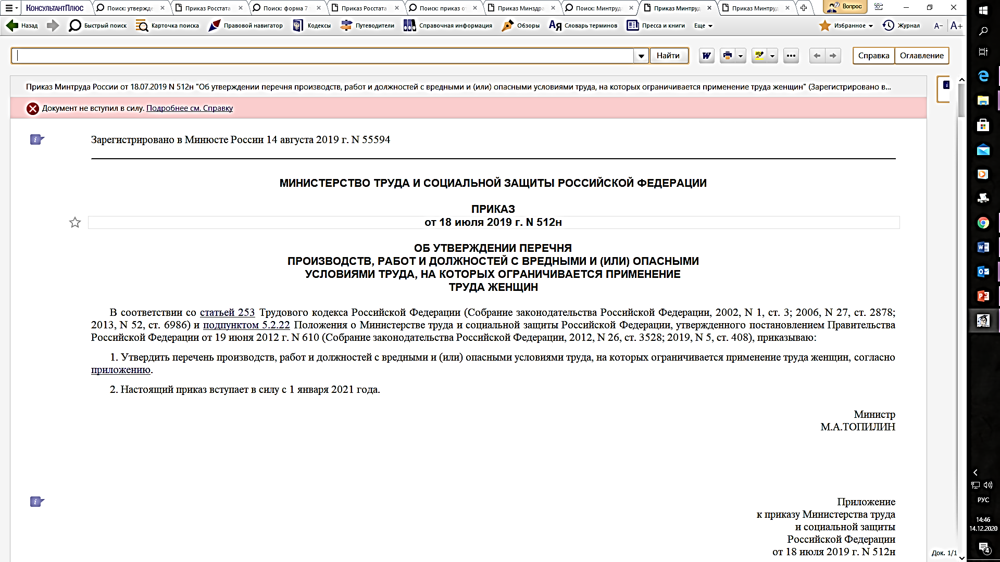 КонсультантПлюс
Поиск: утвержде
Приказ Росстата
Поиск: форма 7
Приказ Росстата
Поиск: приказ о
Приказ Минздра
Поиск: Минтруд
Приказ Минтруд
Приказ Минтруд
Вопрос
Назад
Быстрый поиск
Карточка поиска
Правовой навигатор
Кодексы
Путеводители
Справочная информация
Обзоры
Словарь терминов
Пресса и книги
Еще
Избранное
Журнал
А−
А+
Найти
Справка
Оглавление
Приказ Минтруда России от 18.07.2019 N 512н "Об утверждении перечня производств, работ и должностей с вредными и (или) опасными условиями труда, на которых ограничивается применение труда женщин" (Зарегистрировано в...
Документ не вступил в силу. Подробнее см. Справку
Зарегистрировано в Минюсте России 14 августа 2019 г. N 55594
МИНИСТЕРСТВО ТРУДА И СОЦИАЛЬНОЙ ЗАЩИТЫ РОССИЙСКОЙ ФЕДЕРАЦИИ
ПРИКАЗ
от 18 июля 2019 г. N 512н
ОБ УТВЕРЖДЕНИИ ПЕРЕЧНЯ
ПРОИЗВОДСТВ, РАБОТ И ДОЛЖНОСТЕЙ С ВРЕДНЫМИ И (ИЛИ) ОПАСНЫМИ
УСЛОВИЯМИ ТРУДА, НА КОТОРЫХ ОГРАНИЧИВАЕТСЯ ПРИМЕНЕНИЕ
ТРУДА ЖЕНЩИН
В соответствии со статьей 253 Трудового кодекса Российской Федерации (Собрание законодательства Российской Федерации, 2002, N 1, ст. 3; 2006, N 27, ст. 2878;
2013, N 52, ст. 6986) и подпунктом 5.2.22 Положения о Министерстве труда и социальной защиты Российской Федерации, утвержденного постановлением Правительства
Российской Федерации от 19 июня 2012 г. N 610 (Собрание законодательства Российской Федерации, 2012, N 26, ст. 3528; 2019, N 5, ст. 408), приказываю:
1. Утвердить перечень производств, работ и должностей с вредными и (или) опасными условиями труда, на которых ограничивается применение труда женщин, согласно
приложению.
2. Настоящий приказ вступает в силу с 1 января 2021 года.
Министр
М.А.ТОПИЛИН
Приложение
к приказу Министерства труда
и социальной защиты
Российской Федерации
от 18 июля 2019 г. N 512н
Док. 1/1
РУС
14:46
14.12.2020
4